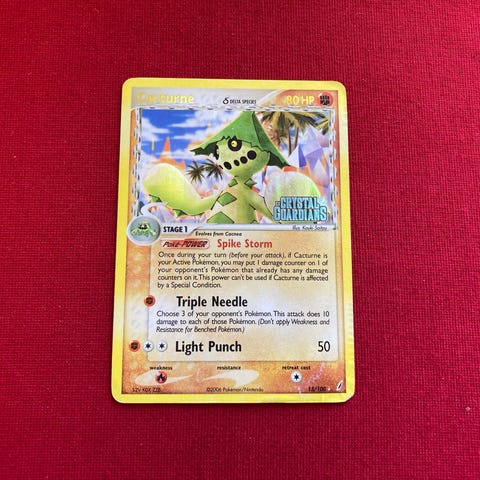 Cacturne δ DELTA SPECIES 80 HP
EX CRYSTAL
GUARDIANS
Illus. Kouki Saitou
STAGE 1 Evolves from Cacnea
Poké-POWER Spike Storm
Once during your turn (before your attack), if Cacturne is
your Active Pokémon, you may put 1 damage counter on 1
of your opponent's Pokémon that already has any damage
counters on it. This power can't be used if Cacturne is affected
by a Special Condition.
Triple Needle
Choose 3 of your opponent's Pokémon. This attack does 10
damage to each of those Pokémon. (Don't apply Weakness and
Resistance for Benched Pokémon.)
Light Punch 50
weakness resistance retreat cost
©2006 Pokémon/Nintendo